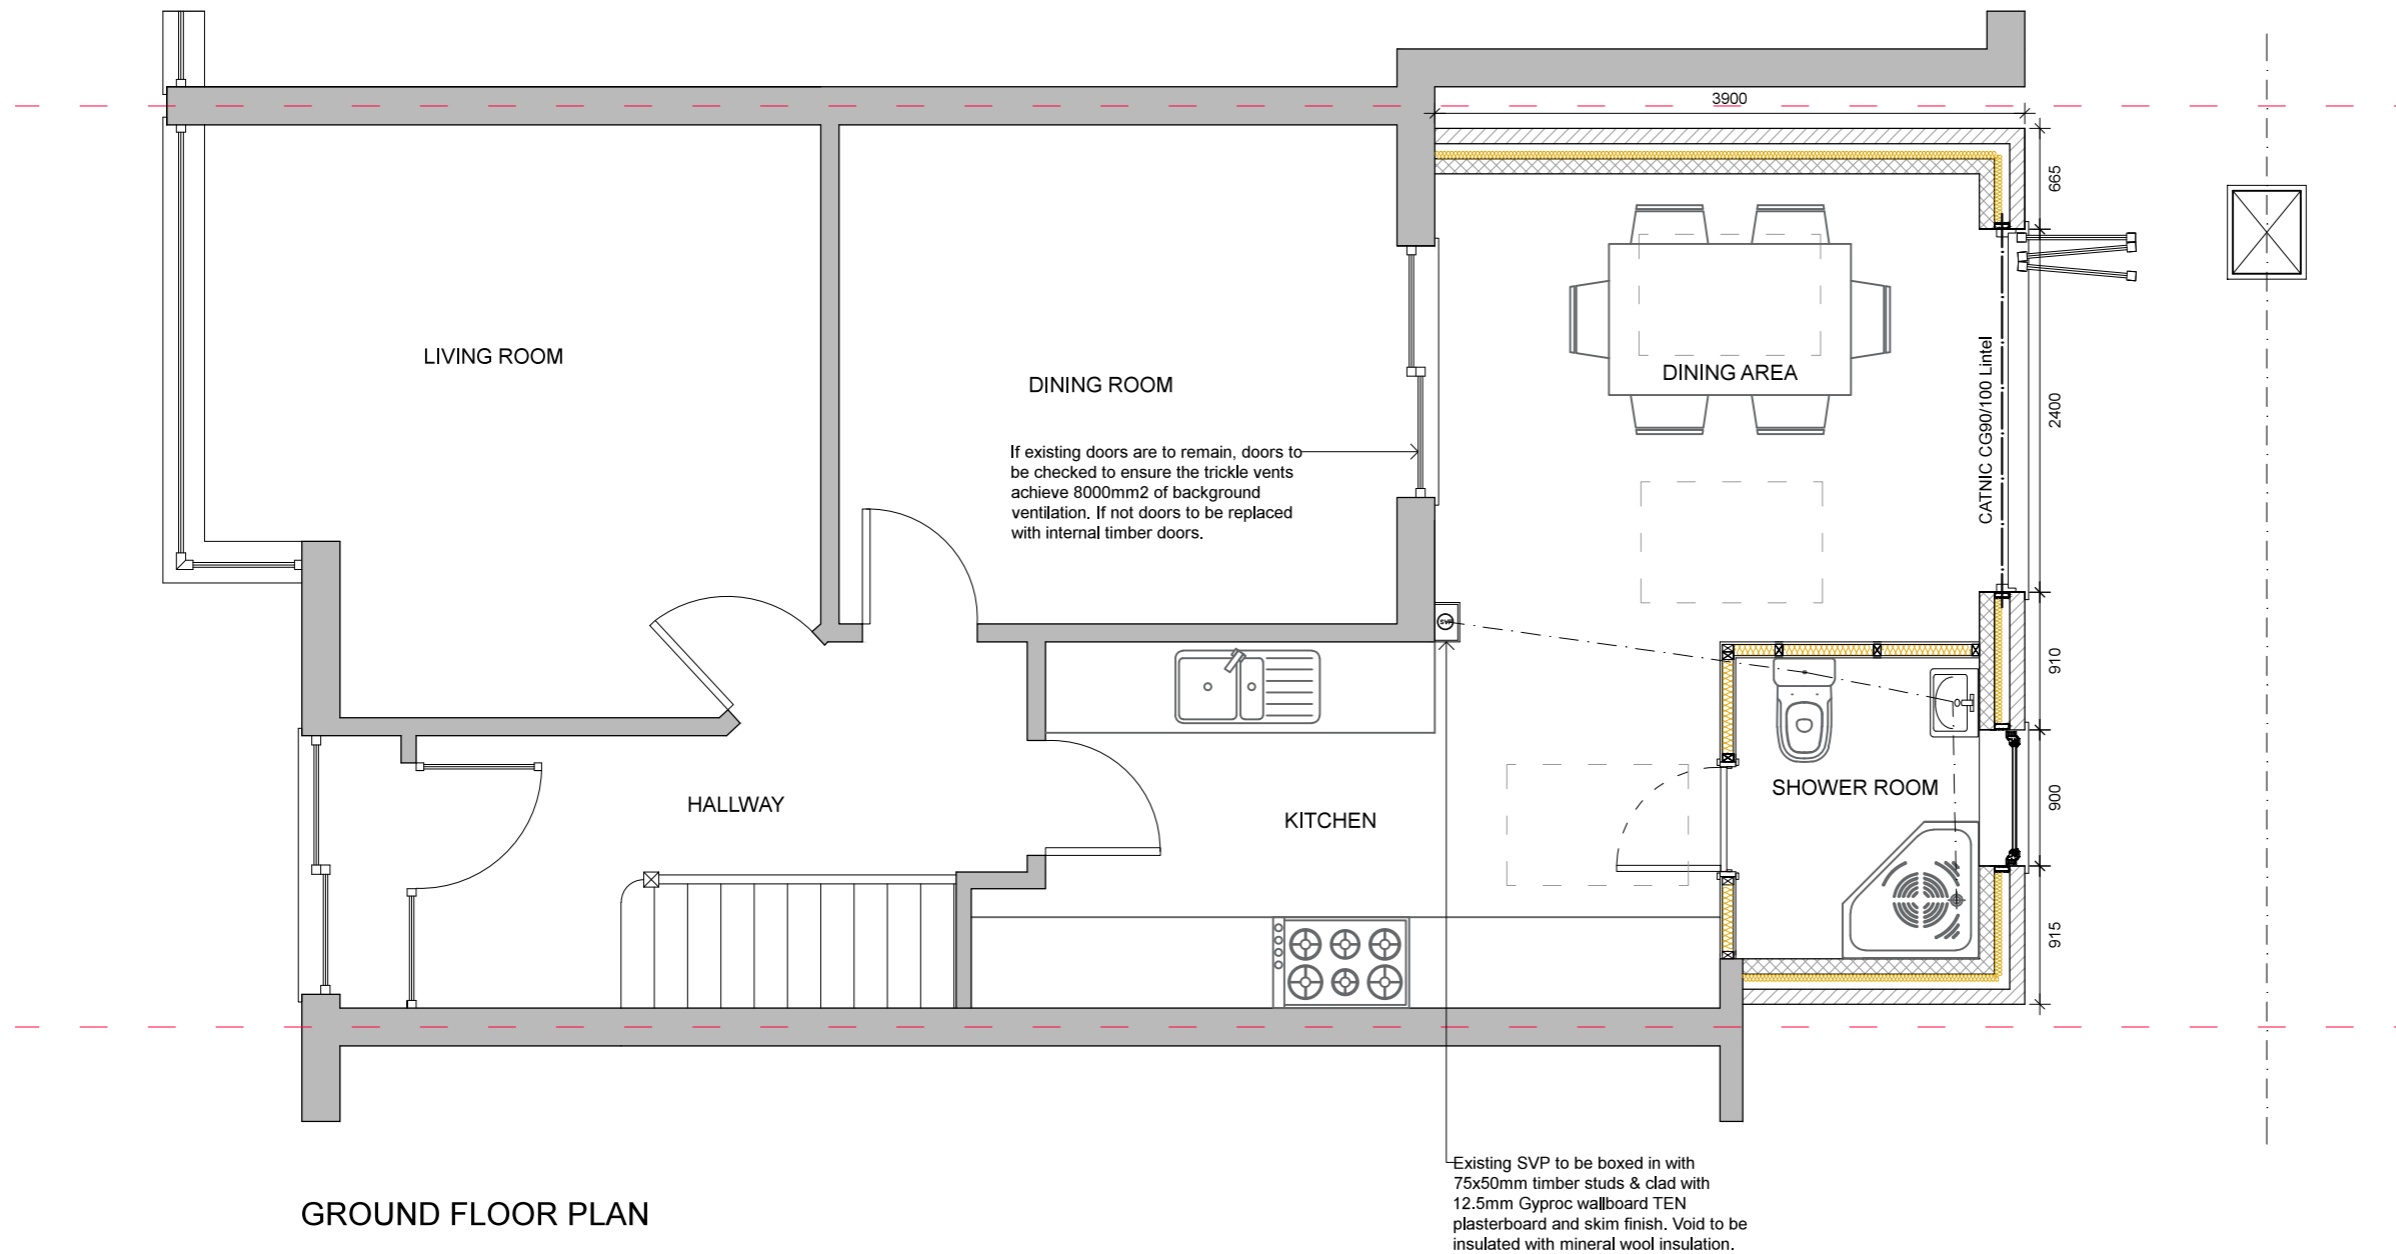 3900
665
LIVING ROOM
DINING ROOM
DINING AREA
CATNIC CG90/100 Lintel
2400
If existing doors are to remain, doors to
be checked to ensure the trickle vents
achieve 8000mm2 of background
ventilation. If not doors to be replaced
with internal timber doors.
SVP
910
HALLWAY
KITCHEN
SHOWER ROOM
900
915
Existing SVP to be boxed in with
75x50mm timber studs & clad with
12.5mm Gyproc wallboard TEN
plasterboard and skim finish. Void to be
insulated with mineral wool insulation.
GROUND FLOOR PLAN